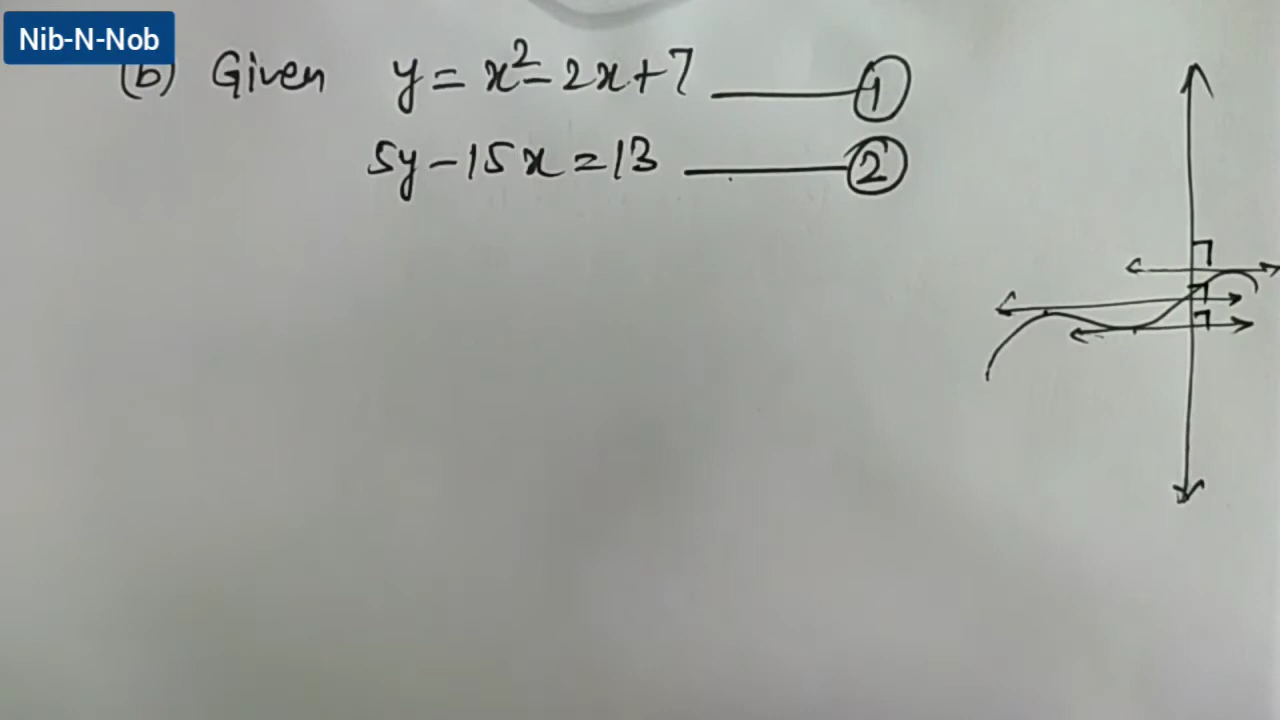 Nib-N-Nob
(b) Given y = x² - 2x + 7 ——— ①
5y - 15x = 13 ——— ②